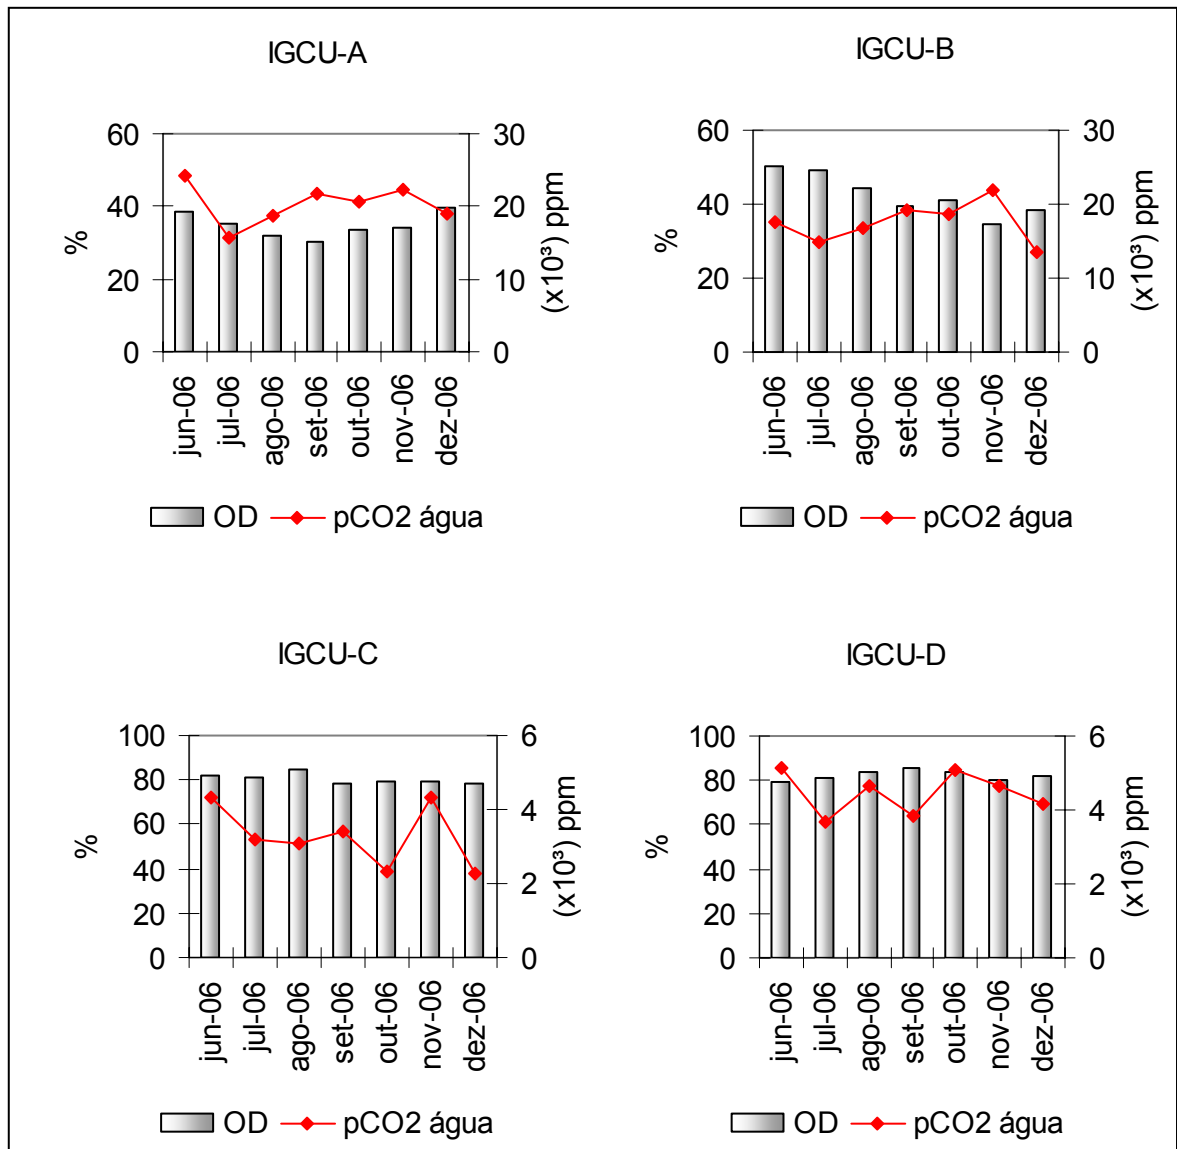 IGCU-A
%
60
40
20
0
30
20
10
0
(x10³) ppm
jun-06
jul-06
ago-06
set-06
out-06
nov-06
dez-06
OD
pCO2 água
IGCU-B
%
60
40
20
0
30
20
10
0
(x10³) ppm
jun-06
jul-06
ago-06
set-06
out-06
nov-06
dez-06
OD
pCO2 água
IGCU-C
%
100
80
60
40
20
0
6
4
2
0
(x10³) ppm
jun-06
jul-06
ago-06
set-06
out-06
nov-06
dez-06
OD
pCO2 água
IGCU-D
%
100
80
60
40
20
0
6
4
2
0
(x10³) ppm
jun-06
jul-06
ago-06
set-06
out-06
nov-06
dez-06
OD
pCO2 água